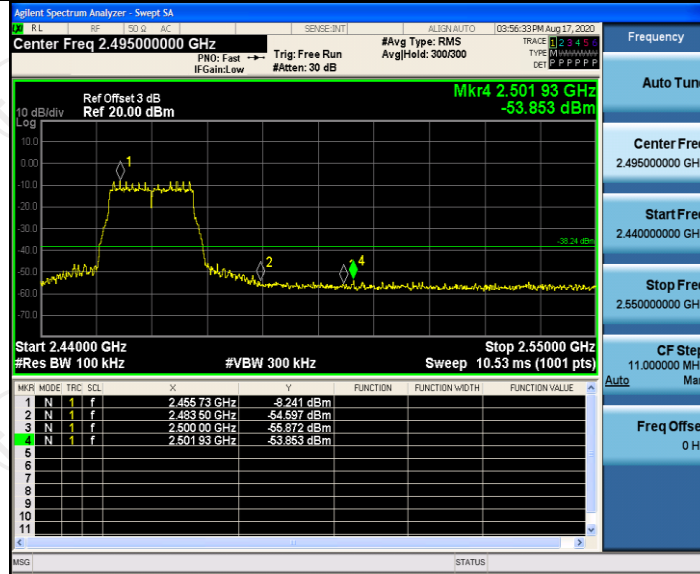 Agilent Spectrum Analyzer - Swept SA
RL RF 50 Ω AC SENSE:INT ALIGN AUTO 03:56:33 PM Aug 17, 2020
Center Freq 2.495000000 GHz
#Avg Type: RMS
TRACE 1 2 3 4 5 6
PNO: Fast
Trig: Free Run
Avg|Hold: 300/300
TYPE M
IFGain:Low
#Atten: 30 dB
DET P P P P P P
Mkr4 2.501 93 GHz
-53.853 dBm
Ref Offset 3 dB
10 dB/div Ref 20.00 dBm
Log
10.0
0.00
-10.0
-20.0
-30.0
-40.0
-50.0
-60.0
-70.0
1
2
4
-38.24 dBm
Start 2.44000 GHz
Stop 2.55000 GHz
#Res BW 100 kHz
#VBW 300 kHz
Sweep 10.53 ms (1001 pts)
MKR MODE TRC SCL X Y FUNCTION FUNCTION WIDTH FUNCTION VALUE
1 N 1 f 2.455 73 GHz -8.241 dBm
2 N 1 f 2.483 50 GHz -54.597 dBm
3 N 1 f 2.500 00 GHz -55.872 dBm
4 N 1 f 2.501 93 GHz -53.853 dBm
5
6
7
8
9
10
11
MSG
STATUS
Frequency
Auto Tune
Center Freq
2.495000000 GH
Start Freq
2.440000000 GH
Stop Freq
2.550000000 GH
CF Step
11.000000 MH
Auto Man
Freq Offse
0 H